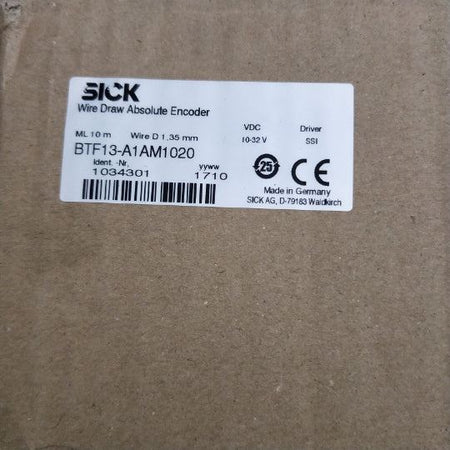 SICK
Wire Draw Absolute Encoder
ML 10 m Wire D 1,35 mm VDC Driver
BTF13-A1AM1020 10-32 V SSI
Ident. -Nr, yyww
1034301 1710
25
CE
Made in Germany
SICK AG, D-79183 Waldkirch